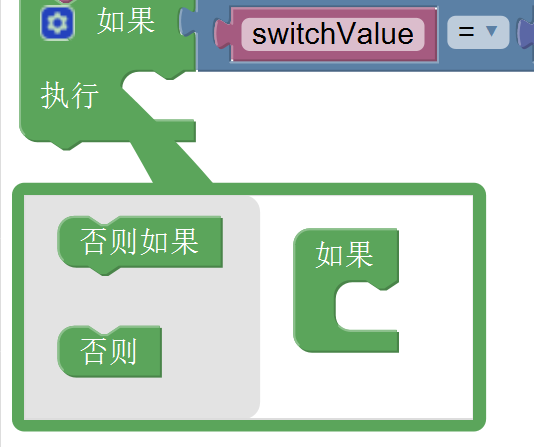 如果 switchValue = ▼
执行
否则如果
如果
否则